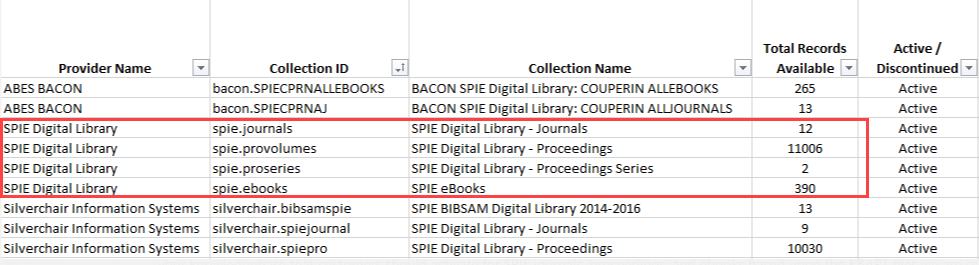 Total Records Active /
Provider Name Collection ID Collection Name Available Discontinued
ABES BACON bacon.SPIECPRNALLEBOOKS BACON SPIE Digital Library: COUPERIN ALLEBOOKS 265 Active
ABES BACON bacon.SPIECPRNAJ BACON SPIE Digital Library: COUPERIN ALLJOURNALS 13 Active
SPIE Digital Library spie.journals SPIE Digital Library - Journals 12 Active
SPIE Digital Library spie.provolumes SPIE Digital Library - Proceedings 11006 Active
SPIE Digital Library spie.proseries SPIE Digital Library - Proceedings Series 2 Active
SPIE Digital Library spie.ebooks SPIE eBooks 390 Active
Silverchair Information Systems silverchair.bibsamspie SPIE BIBSAM Digital Library 2014-2016 13 Active
Silverchair Information Systems silverchair.spiejournal SPIE Digital Library - Journals 9 Active
Silverchair Information Systems silverchair.spiepro SPIE Digital Library - Proceedings 10030 Active